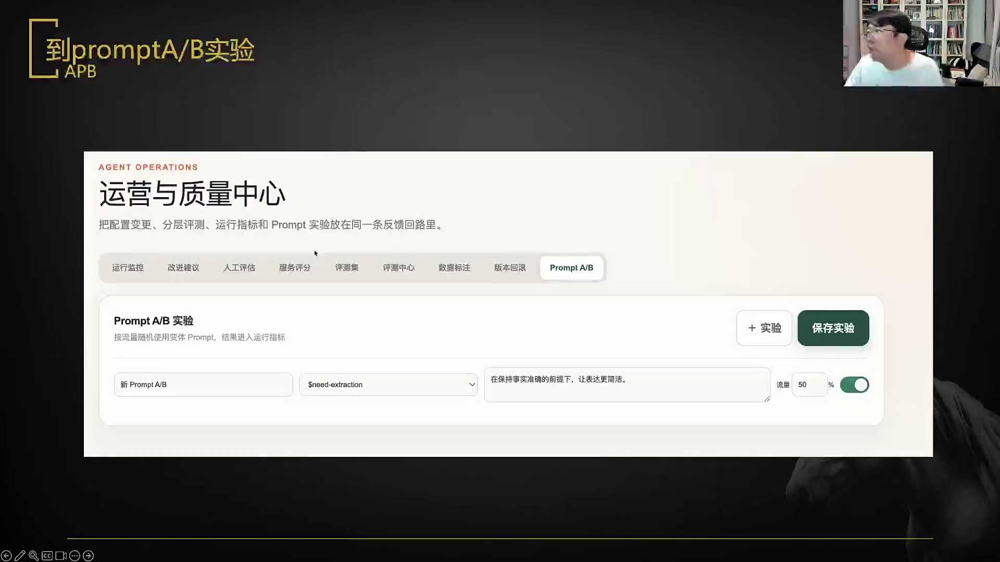 到promptA/B实验
APB
AGENT OPERATIONS
运营与质量中心
把配置变更、分层评测、运行指标和 Prompt 实验放在同一条反馈回路里。
运行监控 改进建议 人工评估 服务评分 评测集 评测中心 数据标注 版本回滚 Prompt A/B
Prompt A/B 实验
按流量随机使用变体 Prompt，结果进入运行指标
+ 实验 保存实验
新 Prompt A/B $need-extraction 在保持事实准确的前提下，让表达更简洁。 流量 50 %
CC